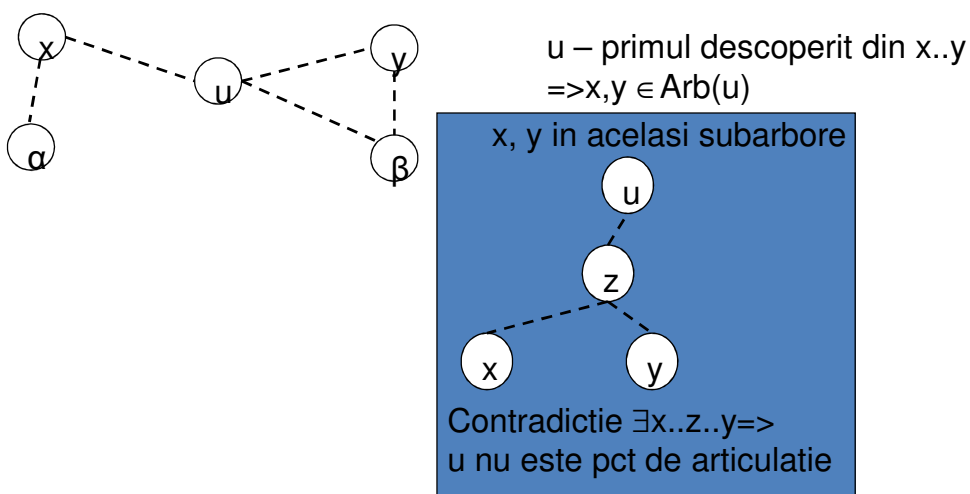 x
u
y
α
β
u – primul descoperit din x..y
=>x,y ∈ Arb(u)
x, y in acelasi subarbore
u
z
x
y
Contradictie ∃x..z..y=>
u nu este pct de articulatie